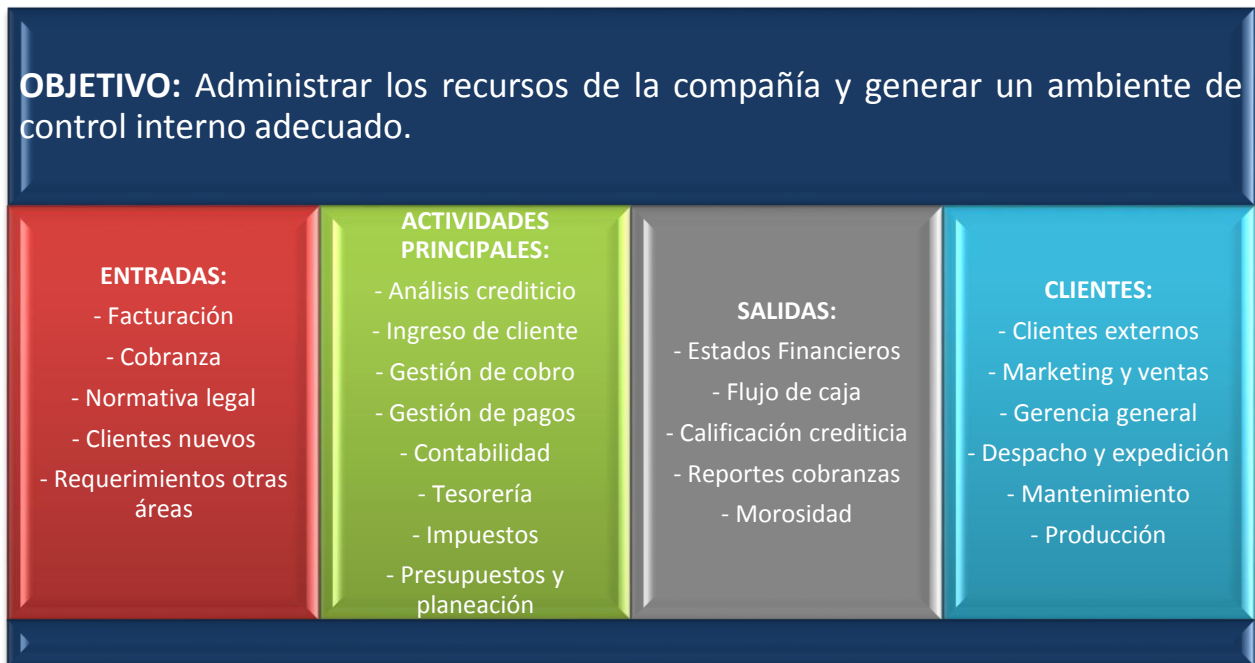 OBJETIVO: Administrar los recursos de la compañía y generar un ambiente de
control interno adecuado.
ENTRADAS:
- Facturación
- Cobranza
- Normativa legal
- Clientes nuevos
- Requerimientos otras
áreas
ACTIVIDADES
PRINCIPALES:
- Análisis crediticio
- Ingreso de cliente
- Gestión de cobro
- Gestión de pagos
- Contabilidad
- Tesorería
- Impuestos
- Presupuestos y
planeación
SALIDAS:
- Estados Financieros
- Flujo de caja
- Calificación crediticia
- Reportes cobranzas
- Morosidad
CLIENTES:
- Clientes externos
- Marketing y ventas
- Gerencia general
- Despacho y expedición
- Mantenimiento
- Producción